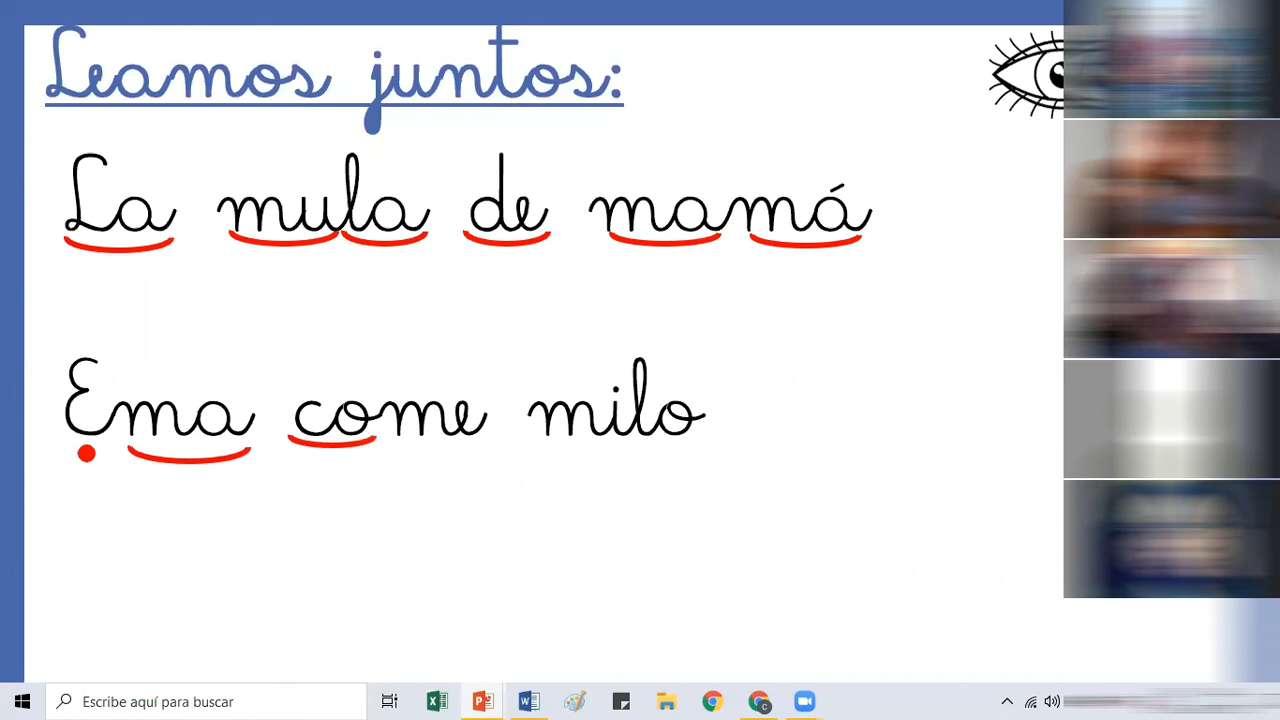 Leamos juntos:
La mula de mamá
Ema come milo
Escribe aquí para buscar